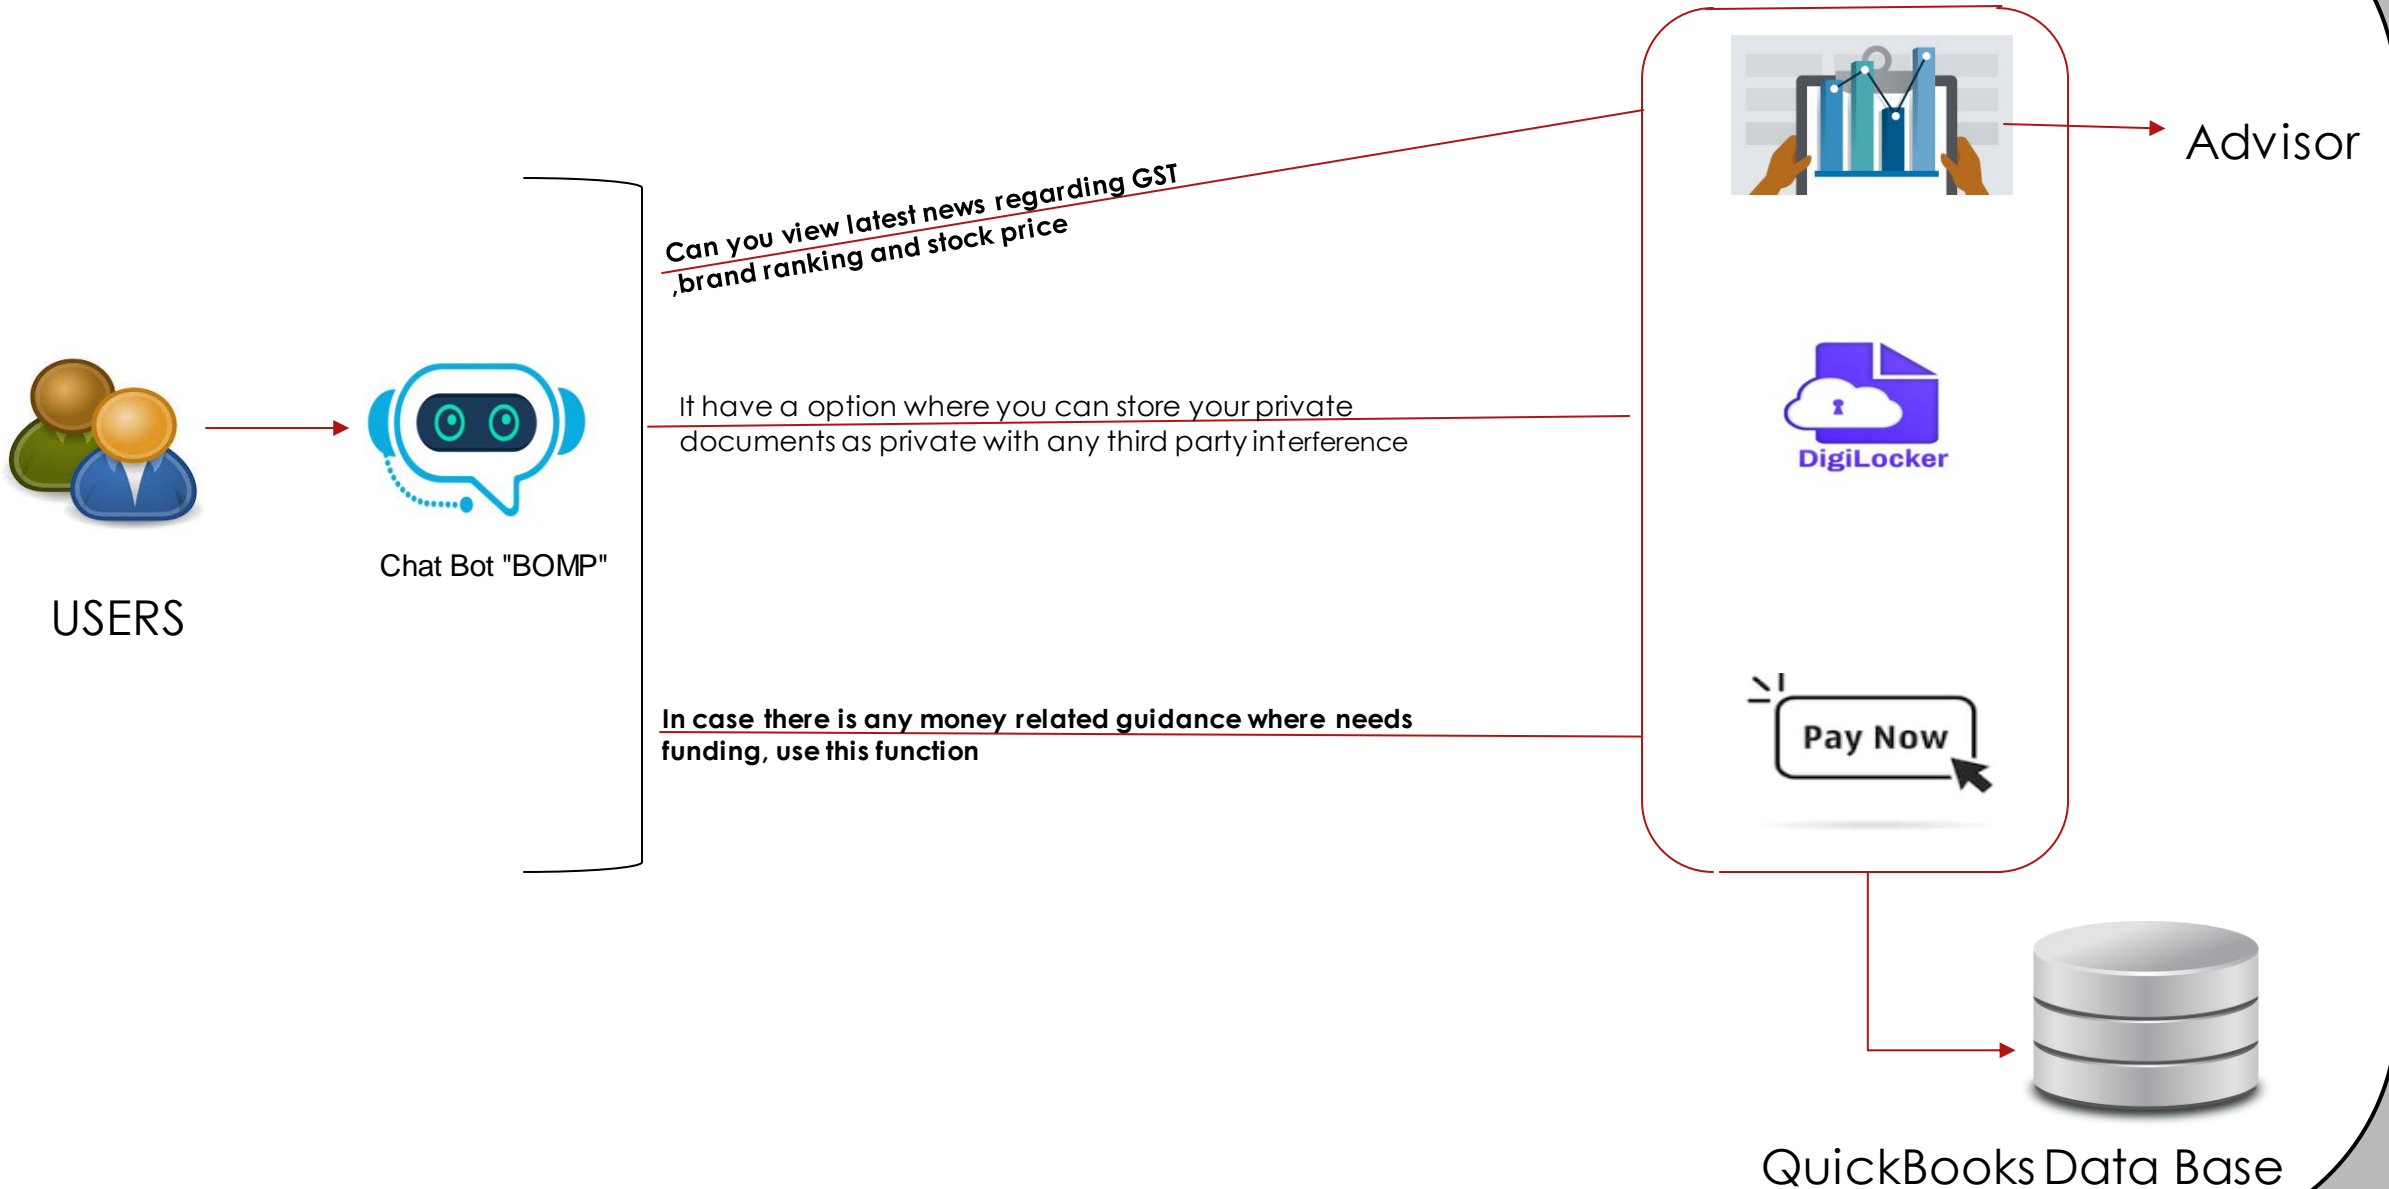 Advisor
Can you view latest news regarding GST
,brand ranking and stock price
DigiLocker
It have a option where you can store your private
documents as private with any third party interference
Chat Bot "BOMP"
USERS
In case there is any money related guidance where needs
funding, use this function
Pay Now
QuickBooks Data Base